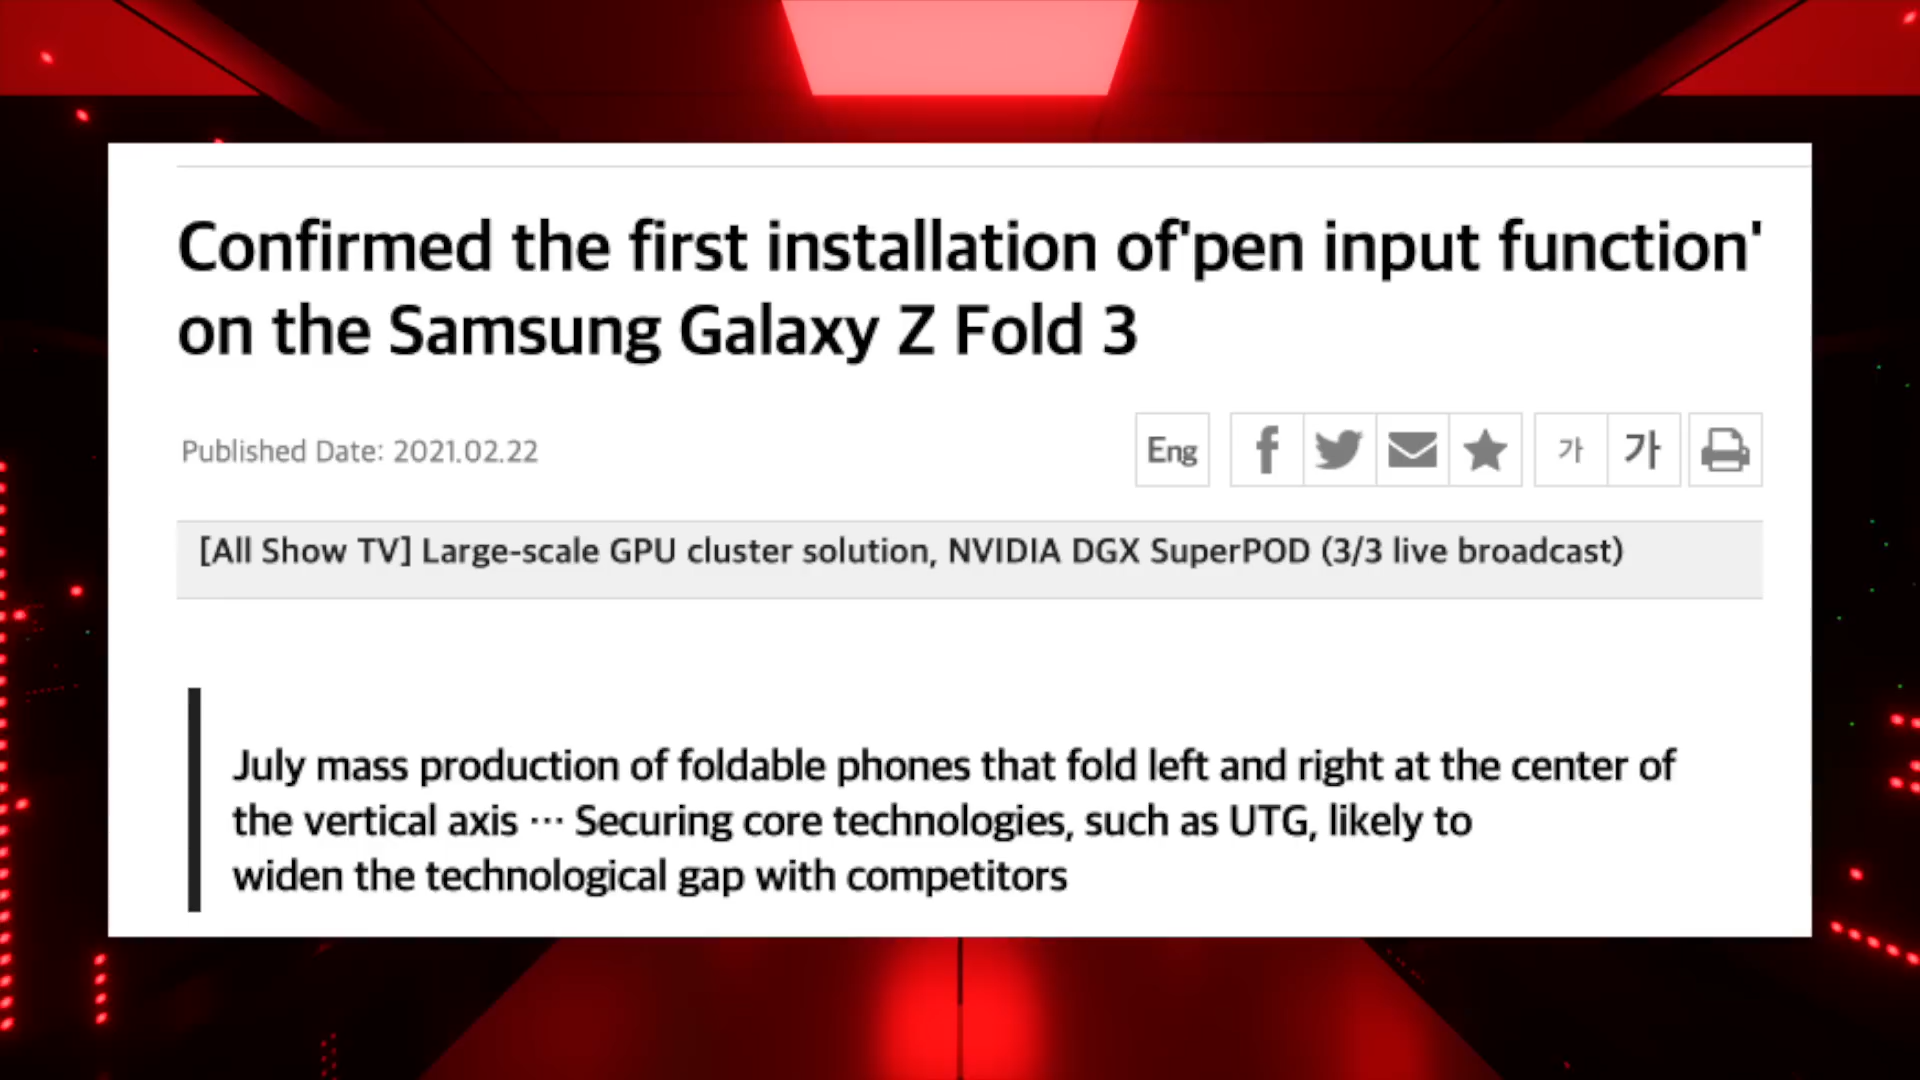 Confirmed the first installation of'pen input function'
on the Samsung Galaxy Z Fold 3
Published Date: 2021.02.22
Eng
가
가
[All Show TV] Large-scale GPU cluster solution, NVIDIA DGX SuperPOD (3/3 live broadcast)
July mass production of foldable phones that fold left and right at the center of
the vertical axis ··· Securing core technologies, such as UTG, likely to
widen the technological gap with competitors